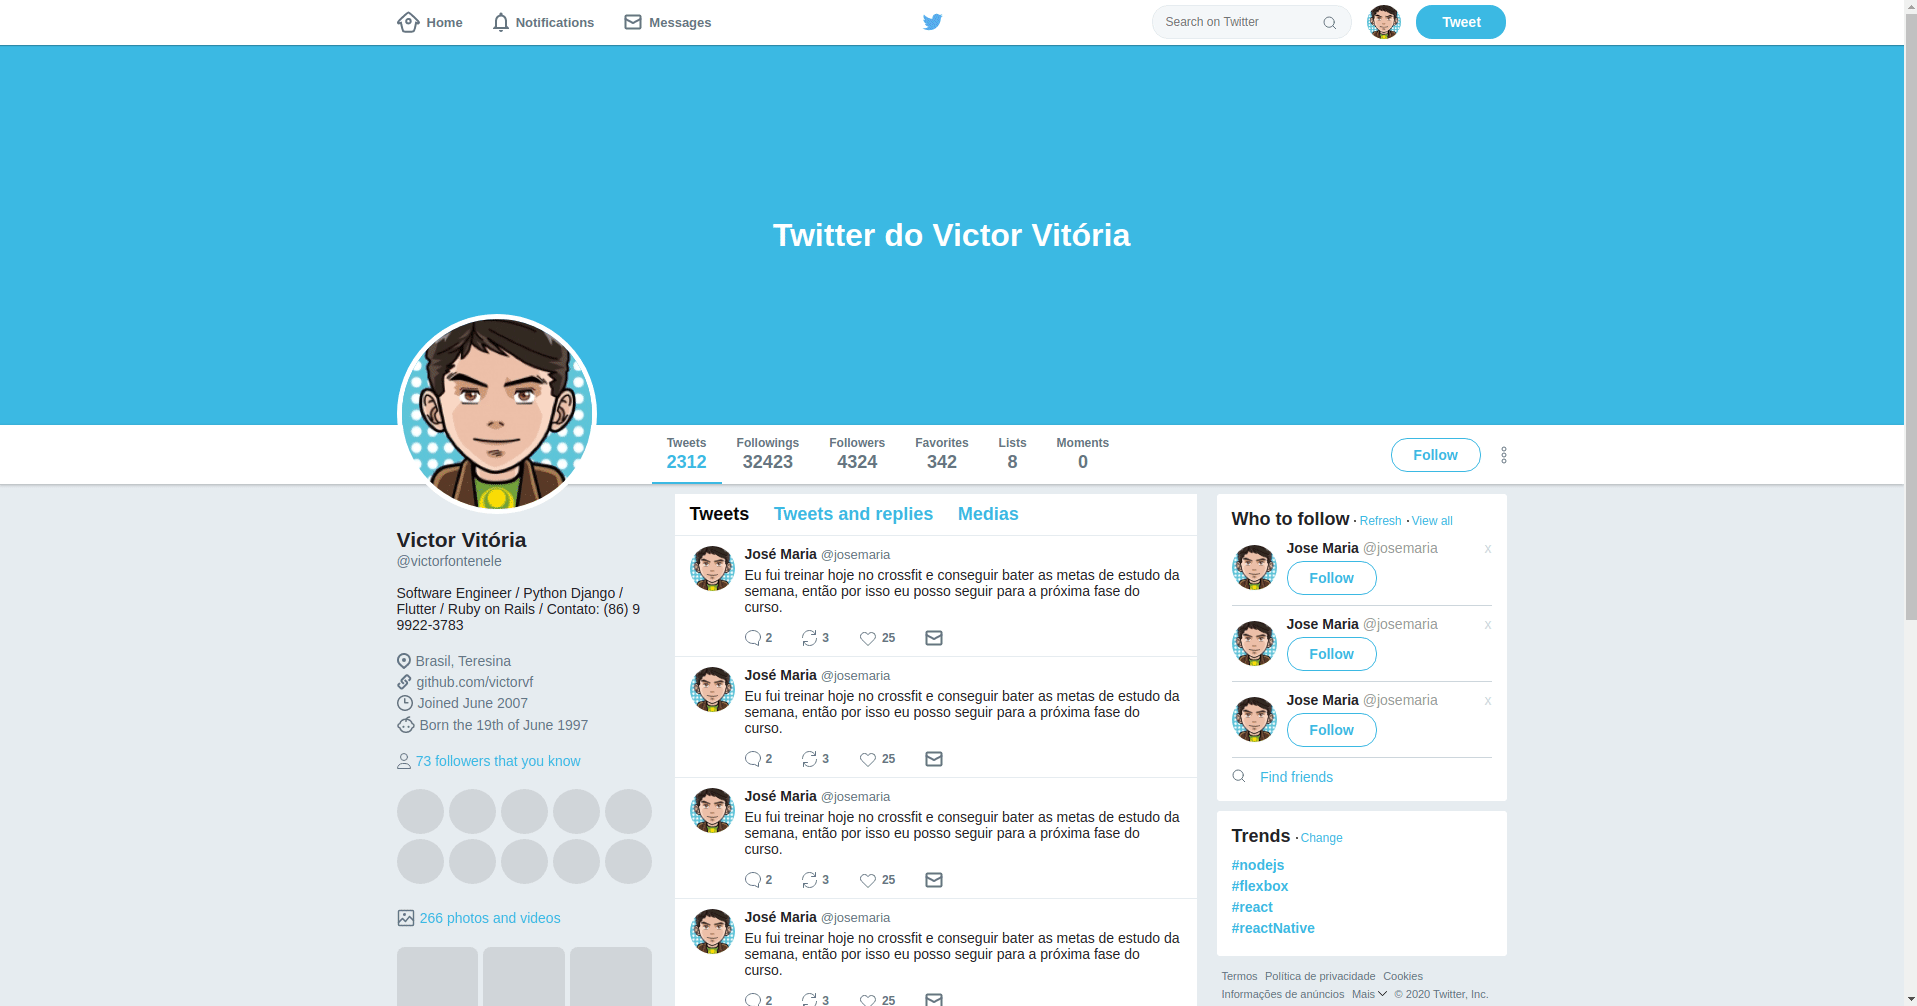 Home Notifications Messages Search on Twitter Tweet
Twitter do Victor Vitória
Tweets Followings Followers Favorites Lists Moments
2312 32423 4324 342 8 0
Follow
Victor Vitória
@victorfontenele
Software Engineer / Python Django /
Flutter / Ruby on Rails / Contato: (86) 9
9922-3783
Brasil, Teresina
github.com/victorvf
Joined June 2007
Born the 19th of June 1997
73 followers that you know
266 photos and videos
Tweets Tweets and replies Medias
José Maria @josemaria
Eu fui treinar hoje no crossfit e conseguir bater as metas de estudo da
semana, então por isso eu posso seguir para a próxima fase do
curso.
2 3 25
José Maria @josemaria
Eu fui treinar hoje no crossfit e conseguir bater as metas de estudo da
semana, então por isso eu posso seguir para a próxima fase do
curso.
2 3 25
José Maria @josemaria
Eu fui treinar hoje no crossfit e conseguir bater as metas de estudo da
semana, então por isso eu posso seguir para a próxima fase do
curso.
2 3 25
José Maria @josemaria
Eu fui treinar hoje no crossfit e conseguir bater as metas de estudo da
semana, então por isso eu posso seguir para a próxima fase do
curso.
2 3 25
Who to follow · Refresh · View all
Jose Maria @josemaria x
Follow
Jose Maria @josemaria x
Follow
Jose Maria @josemaria x
Follow
Find friends
Trends · Change
#nodejs
#flexbox
#react
#reactNative
Termos Política de privacidade Cookies
Informações de anúncios Mais © 2020 Twitter, Inc.